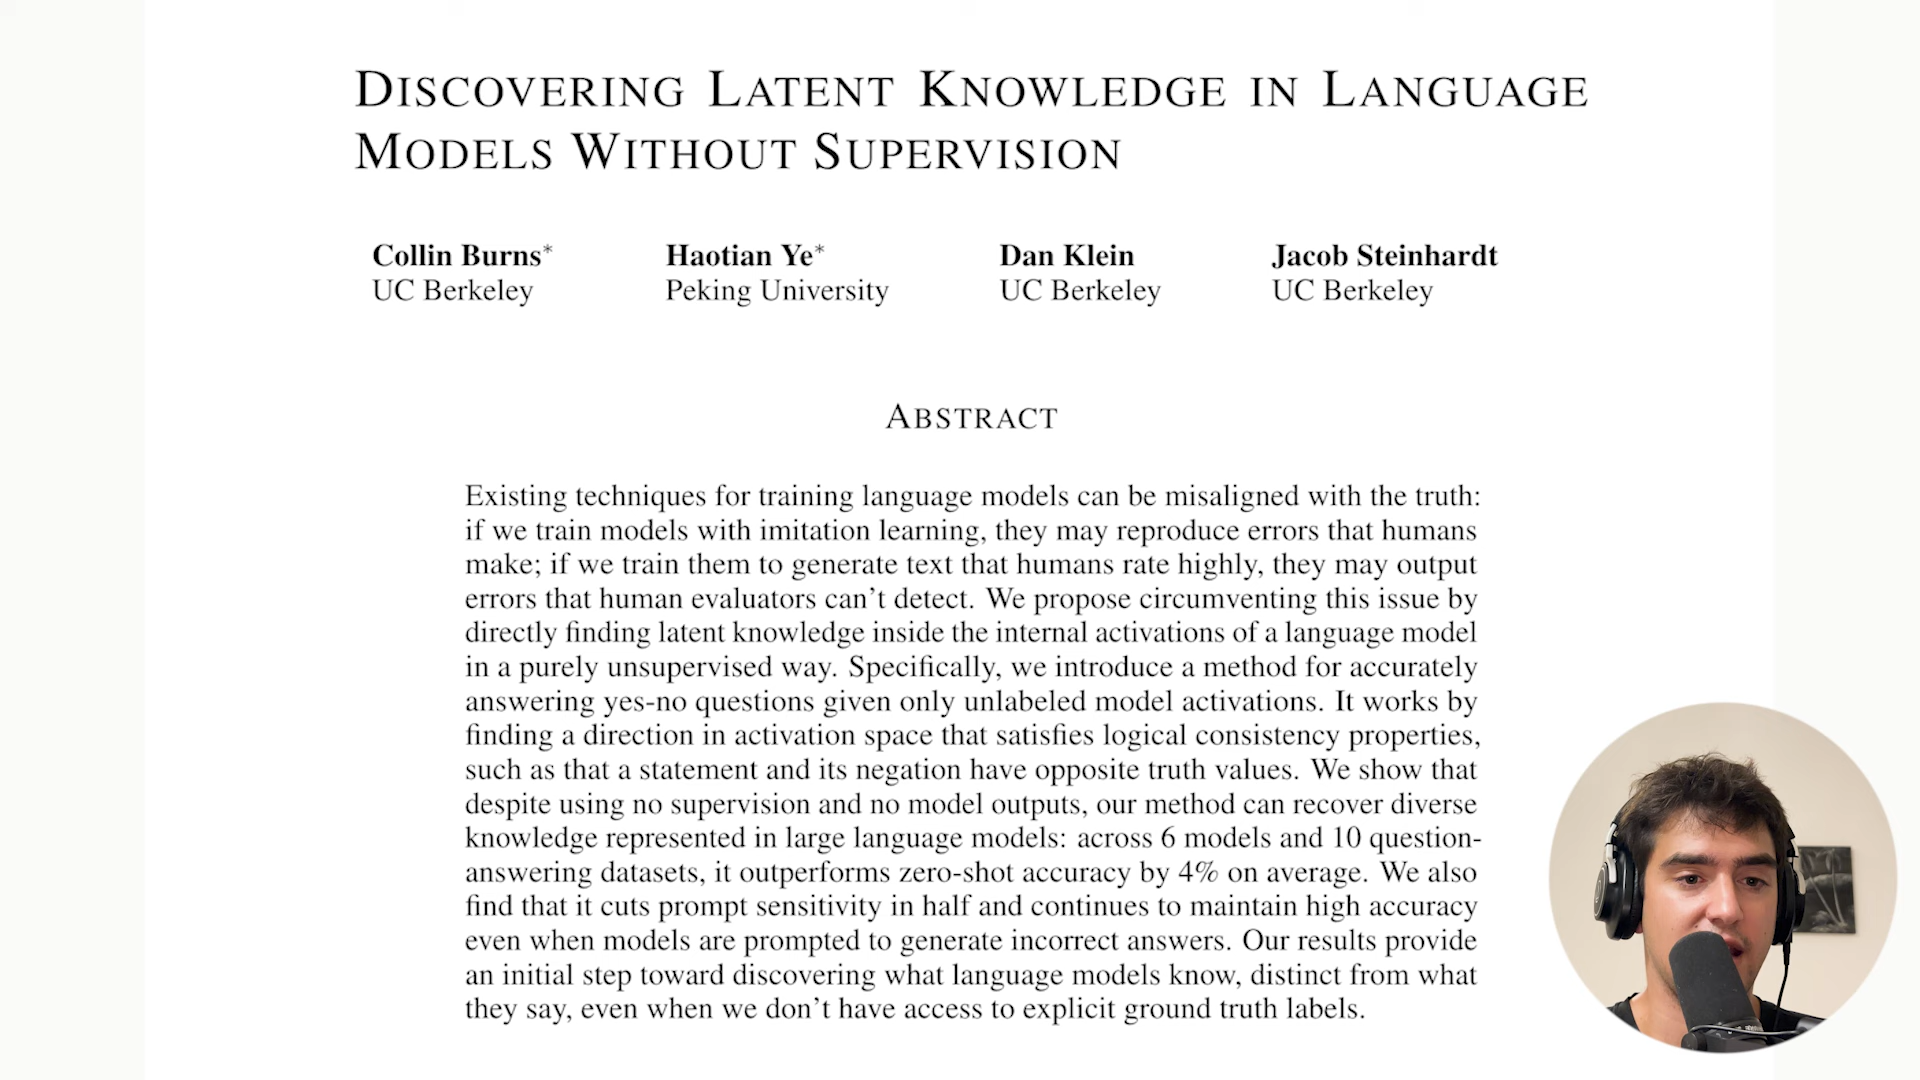 DISCOVERING LATENT KNOWLEDGE IN LANGUAGE
MODELS WITHOUT SUPERVISION
Collin Burns* Haotian Ye* Dan Klein Jacob Steinhardt
UC Berkeley Peking University UC Berkeley UC Berkeley
ABSTRACT
Existing techniques for training language models can be misaligned with the truth:
if we train models with imitation learning, they may reproduce errors that humans
make; if we train them to generate text that humans rate highly, they may output
errors that human evaluators can't detect. We propose circumventing this issue by
directly finding latent knowledge inside the internal activations of a language model
in a purely unsupervised way. Specifically, we introduce a method for accurately
answering yes-no questions given only unlabeled model activations. It works by
finding a direction in activation space that satisfies logical consistency properties,
such as that a statement and its negation have opposite truth values. We show that
despite using no supervision and no model outputs, our method can recover diverse
knowledge represented in large language models: across 6 models and 10 question-
answering datasets, it outperforms zero-shot accuracy by 4% on average. We also
find that it cuts prompt sensitivity in half and continues to maintain high accuracy
even when models are prompted to generate incorrect answers. Our results provide
an initial step toward discovering what language models know, distinct from what
they say, even when we don't have access to explicit ground truth labels.